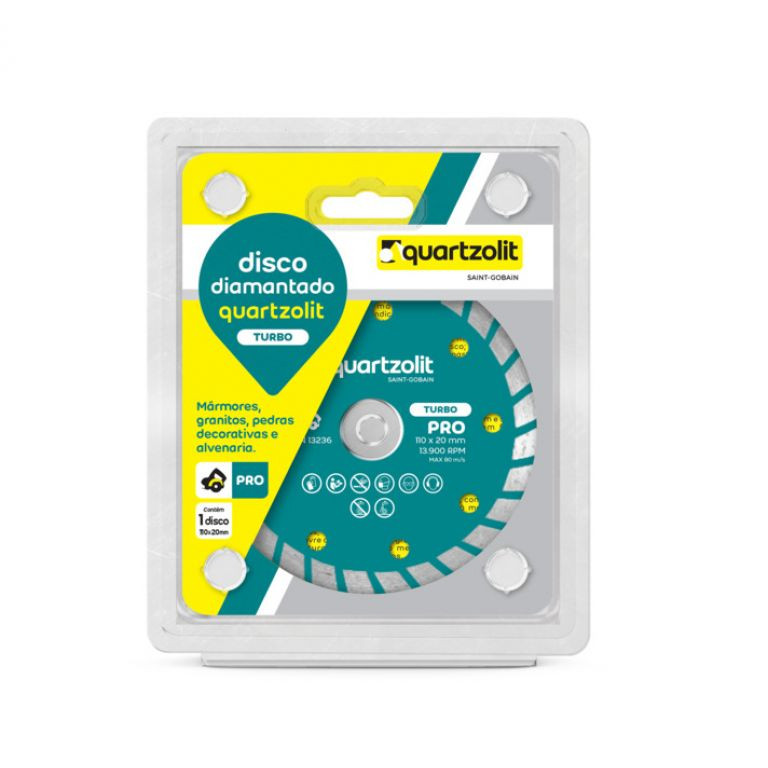 quartzolit
SAINT-GOBAIN
disco
diamantado
quartzolit
TURBO
Mármores,
granitos, pedras
decorativas e
alvenaria.
PRO
Contém
1 disco
110x20mm
quartzolit
SAINT-GOBAIN
TURBO
PRO
110 x 20 mm
13.900 RPM
MAX 80 m/s
13236